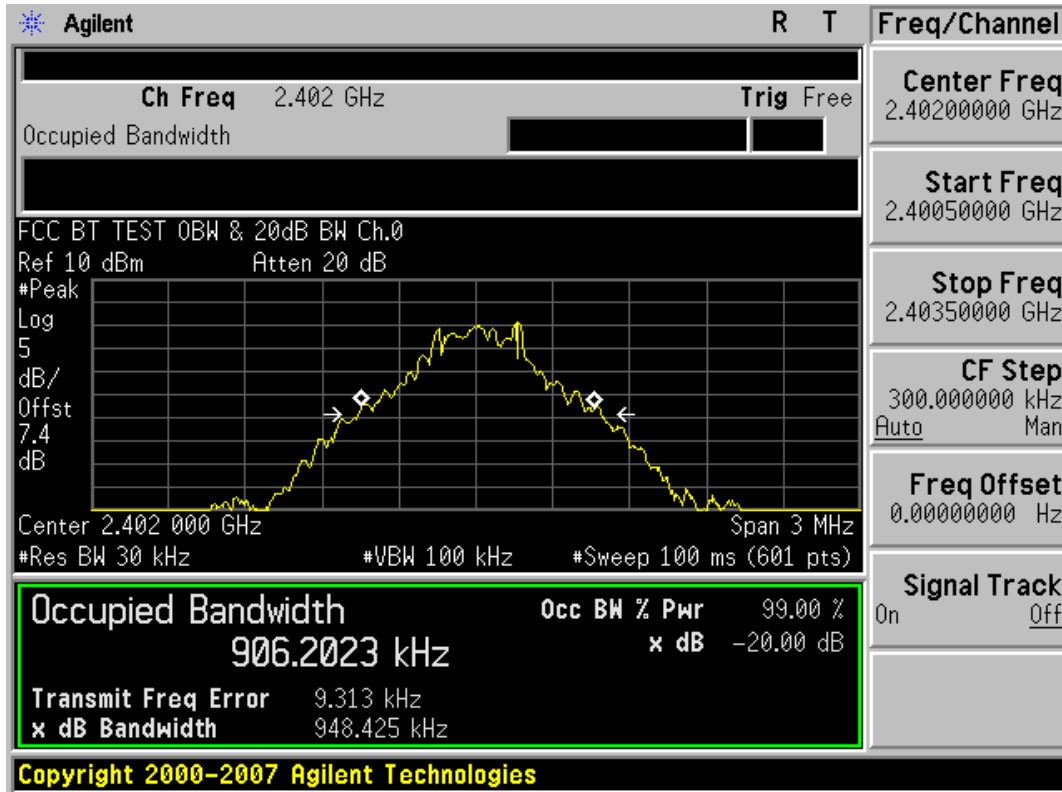 Agilent R T
Ch Freq 2.402 GHz Trig Free
Occupied Bandwidth
FCC BT TEST OBW & 20dB BW Ch.0
Ref 10 dBm Atten 20 dB
#Peak
Log
5
dB/
Offst
7.4
dB
Center 2.402 000 GHz Span 3 MHz
#Res BW 30 kHz #VBW 100 kHz #Sweep 100 ms (601 pts)
Occupied Bandwidth
906.2023 kHz
Occ BW % Pwr 99.00 %
x dB -20.00 dB
Transmit Freq Error 9.313 kHz
x dB Bandwidth 948.425 kHz
Copyright 2000-2007 Agilent Technologies
Freq/Channel
Center Freq
2.40200000 GHz
Start Freq
2.40050000 GHz
Stop Freq
2.40350000 GHz
CF Step
300.000000 kHz
Auto Man
Freq Offset
0.00000000 Hz
Signal Track
On Off